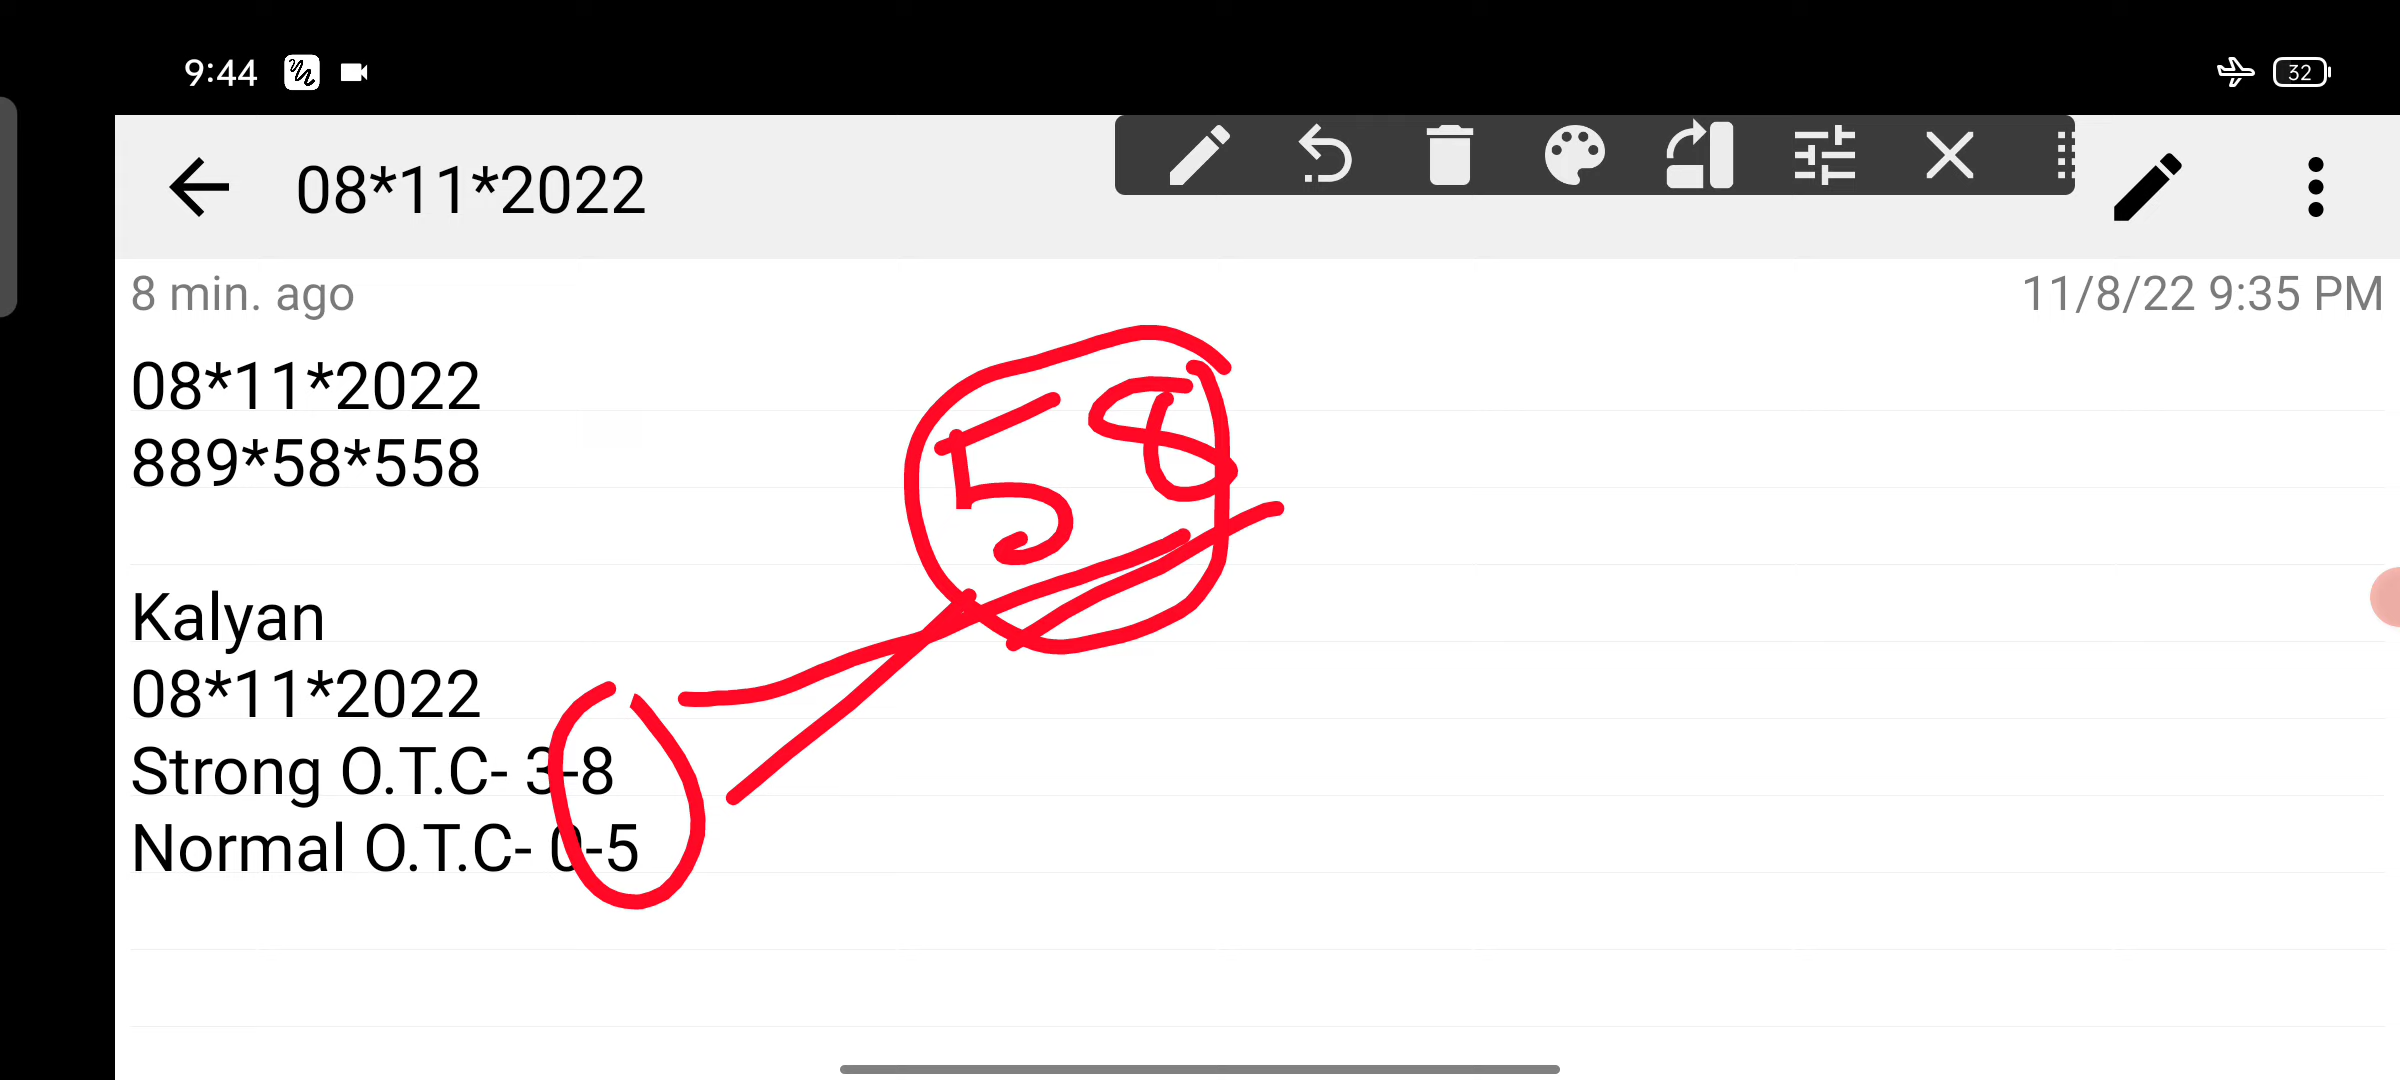 9:44
32
08*11*2022
8 min. ago
11/8/22 9:35 PM
08*11*2022
889*58*558
58
Kalyan
08*11*2022
Strong O.T.C- 3-8
Normal O.T.C- 0-5